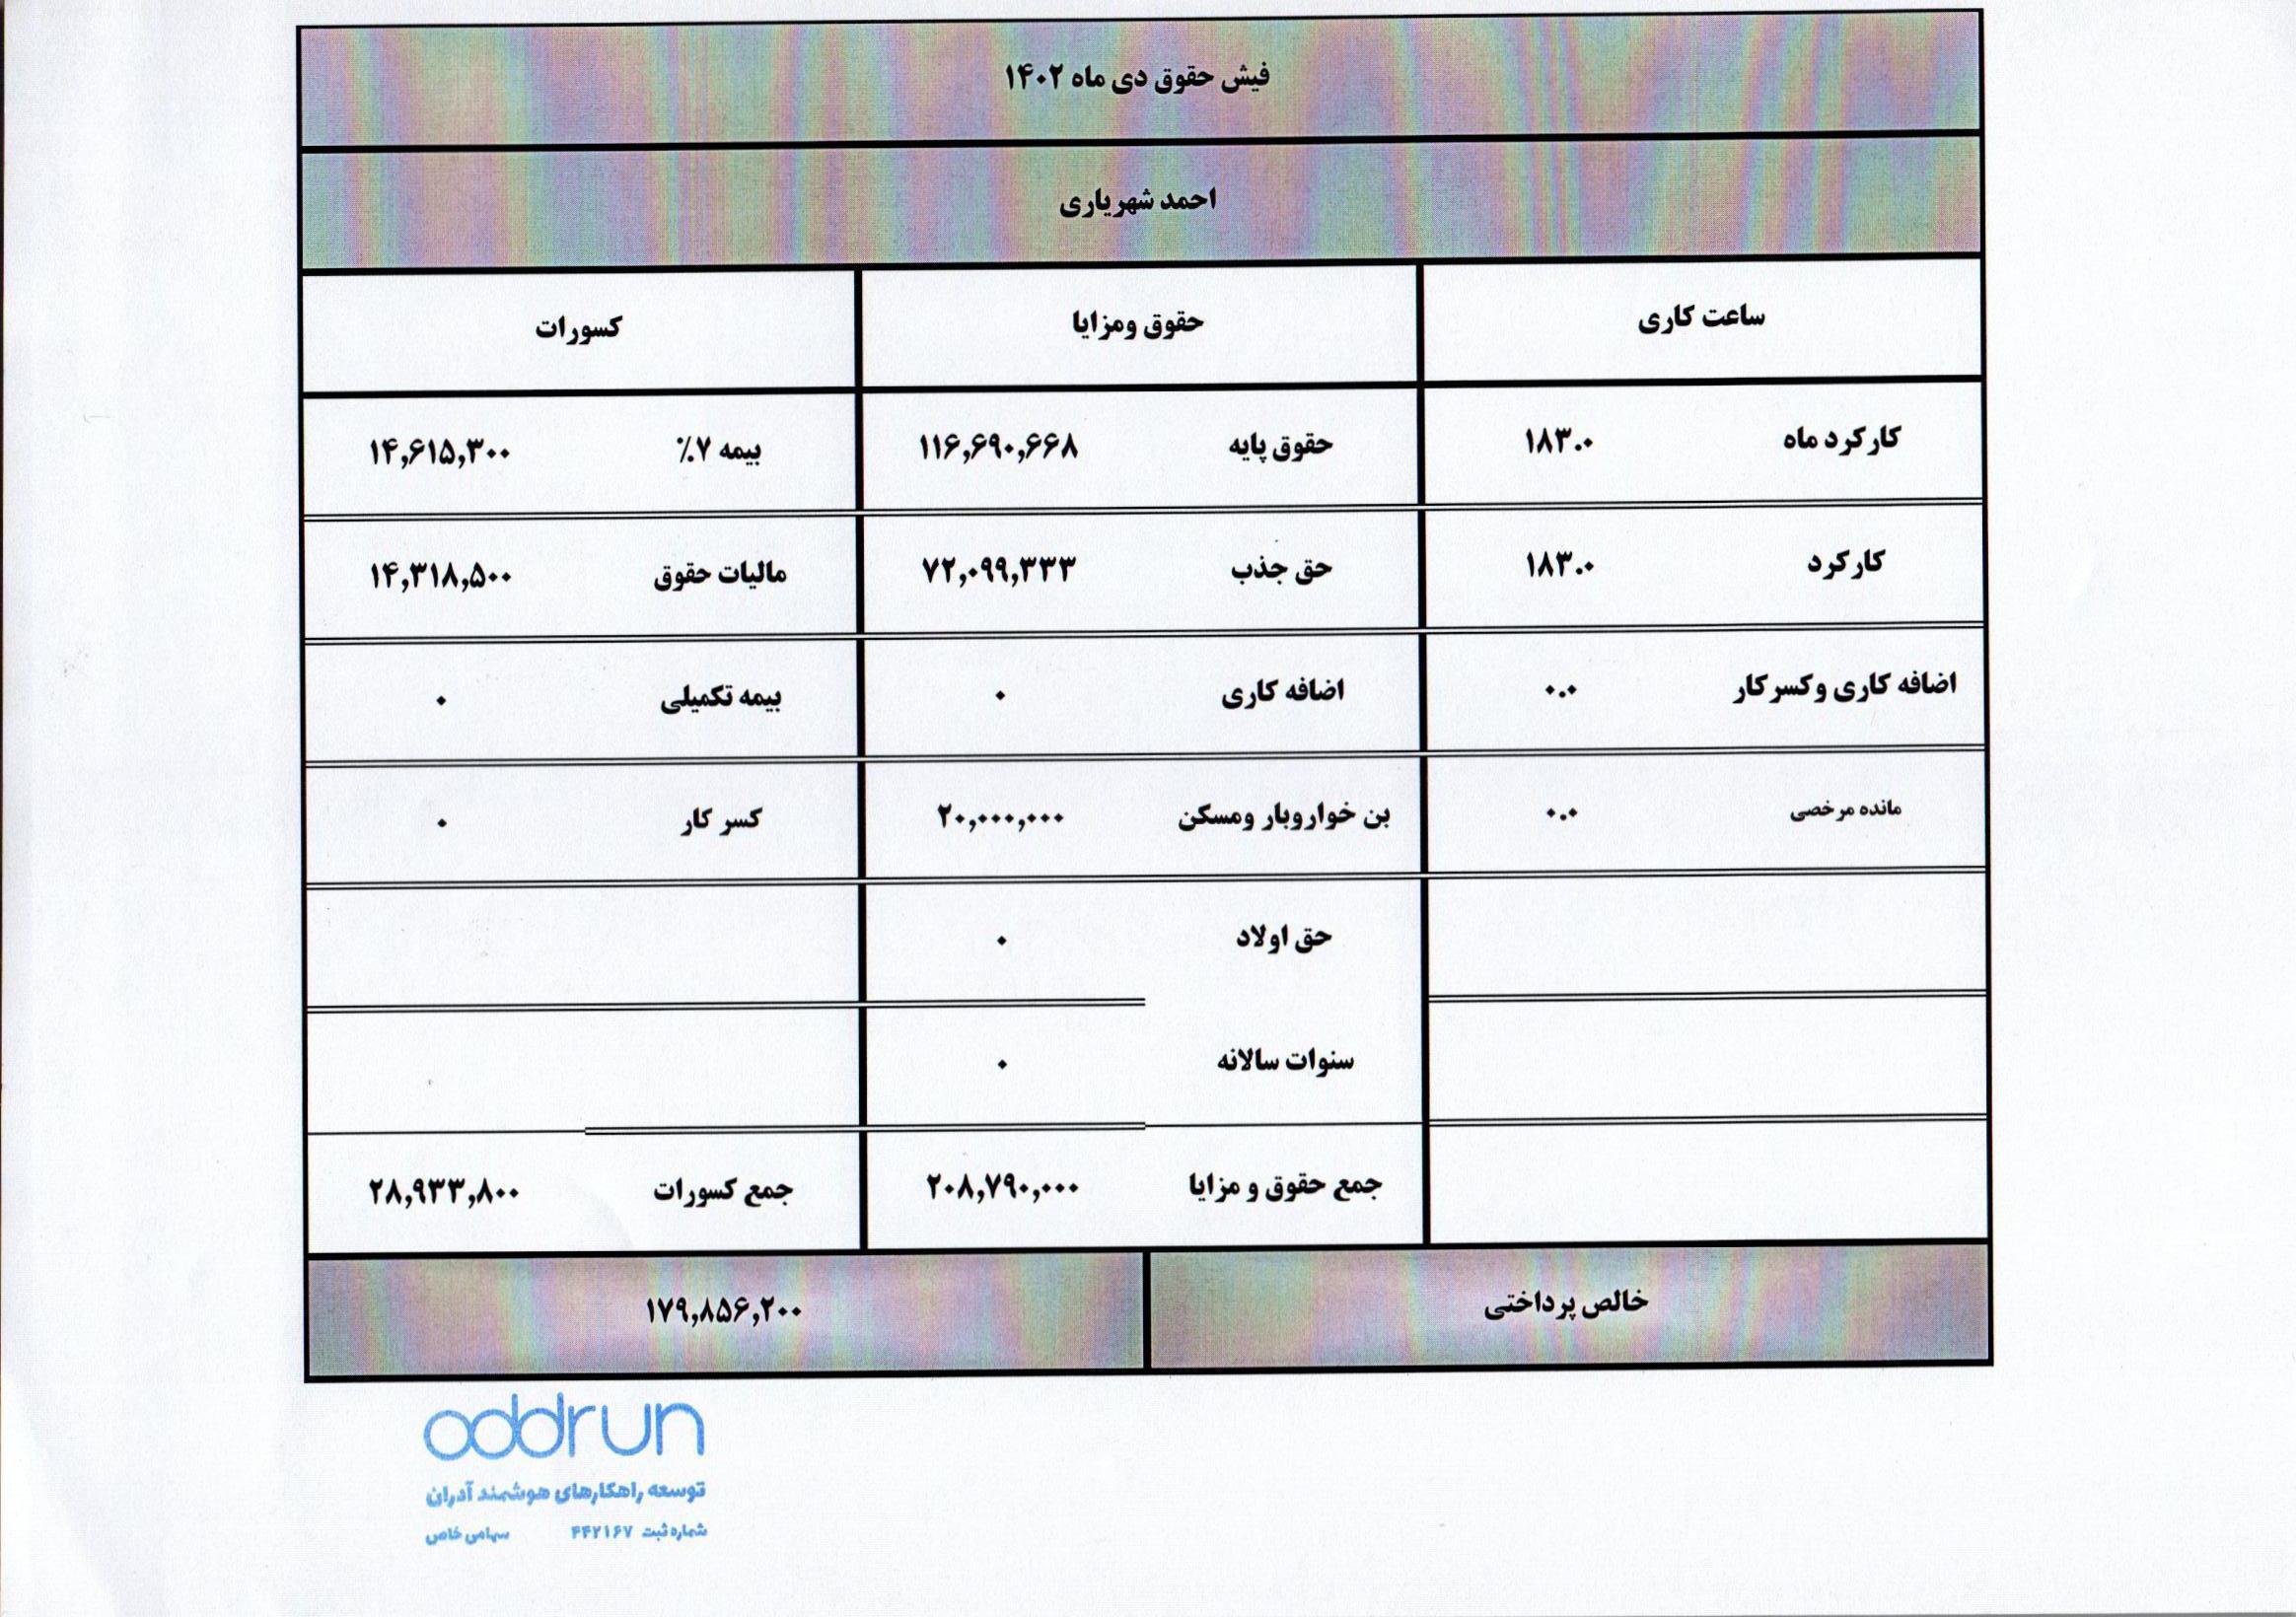 فیش حقوق دی ماه ۱۴۰۲
احمد شهریاری
ساعت کاری حقوق ومزایا کسورات
کارکرد ماه ۱۸۳.۰ حقوق پایه ۱۱۶,۶۹۰,۶۶۸ بیمه ۷٪ ۱۴,۶۱۵,۳۰۰
کارکرد ۱۸۳.۰ حق جذب ۷۲,۰۹۹,۳۳۳ مالیات حقوق ۱۴,۳۱۸,۵۰۰
اضافه کاری وکسرکار ۰.۰ اضافه کاری ۰ بیمه تکمیلی ۰
مانده مرخصی ۰.۰ بن خواروبار ومسکن ۲۰,۰۰۰,۰۰۰ کسر کار ۰
حق اولاد ۰
سنوات سالانه ۰
جمع حقوق و مزایا ۲۰۸,۷۹۰,۰۰۰ جمع کسورات ۲۸,۹۳۳,۸۰۰
خالص پرداختی ۱۷۹,۸۵۶,۲۰۰
oddrun
توسعه راهکارهای هوشمند آدران
شماره ثبت ۴۴۲۱۶۷ سهامی خاص